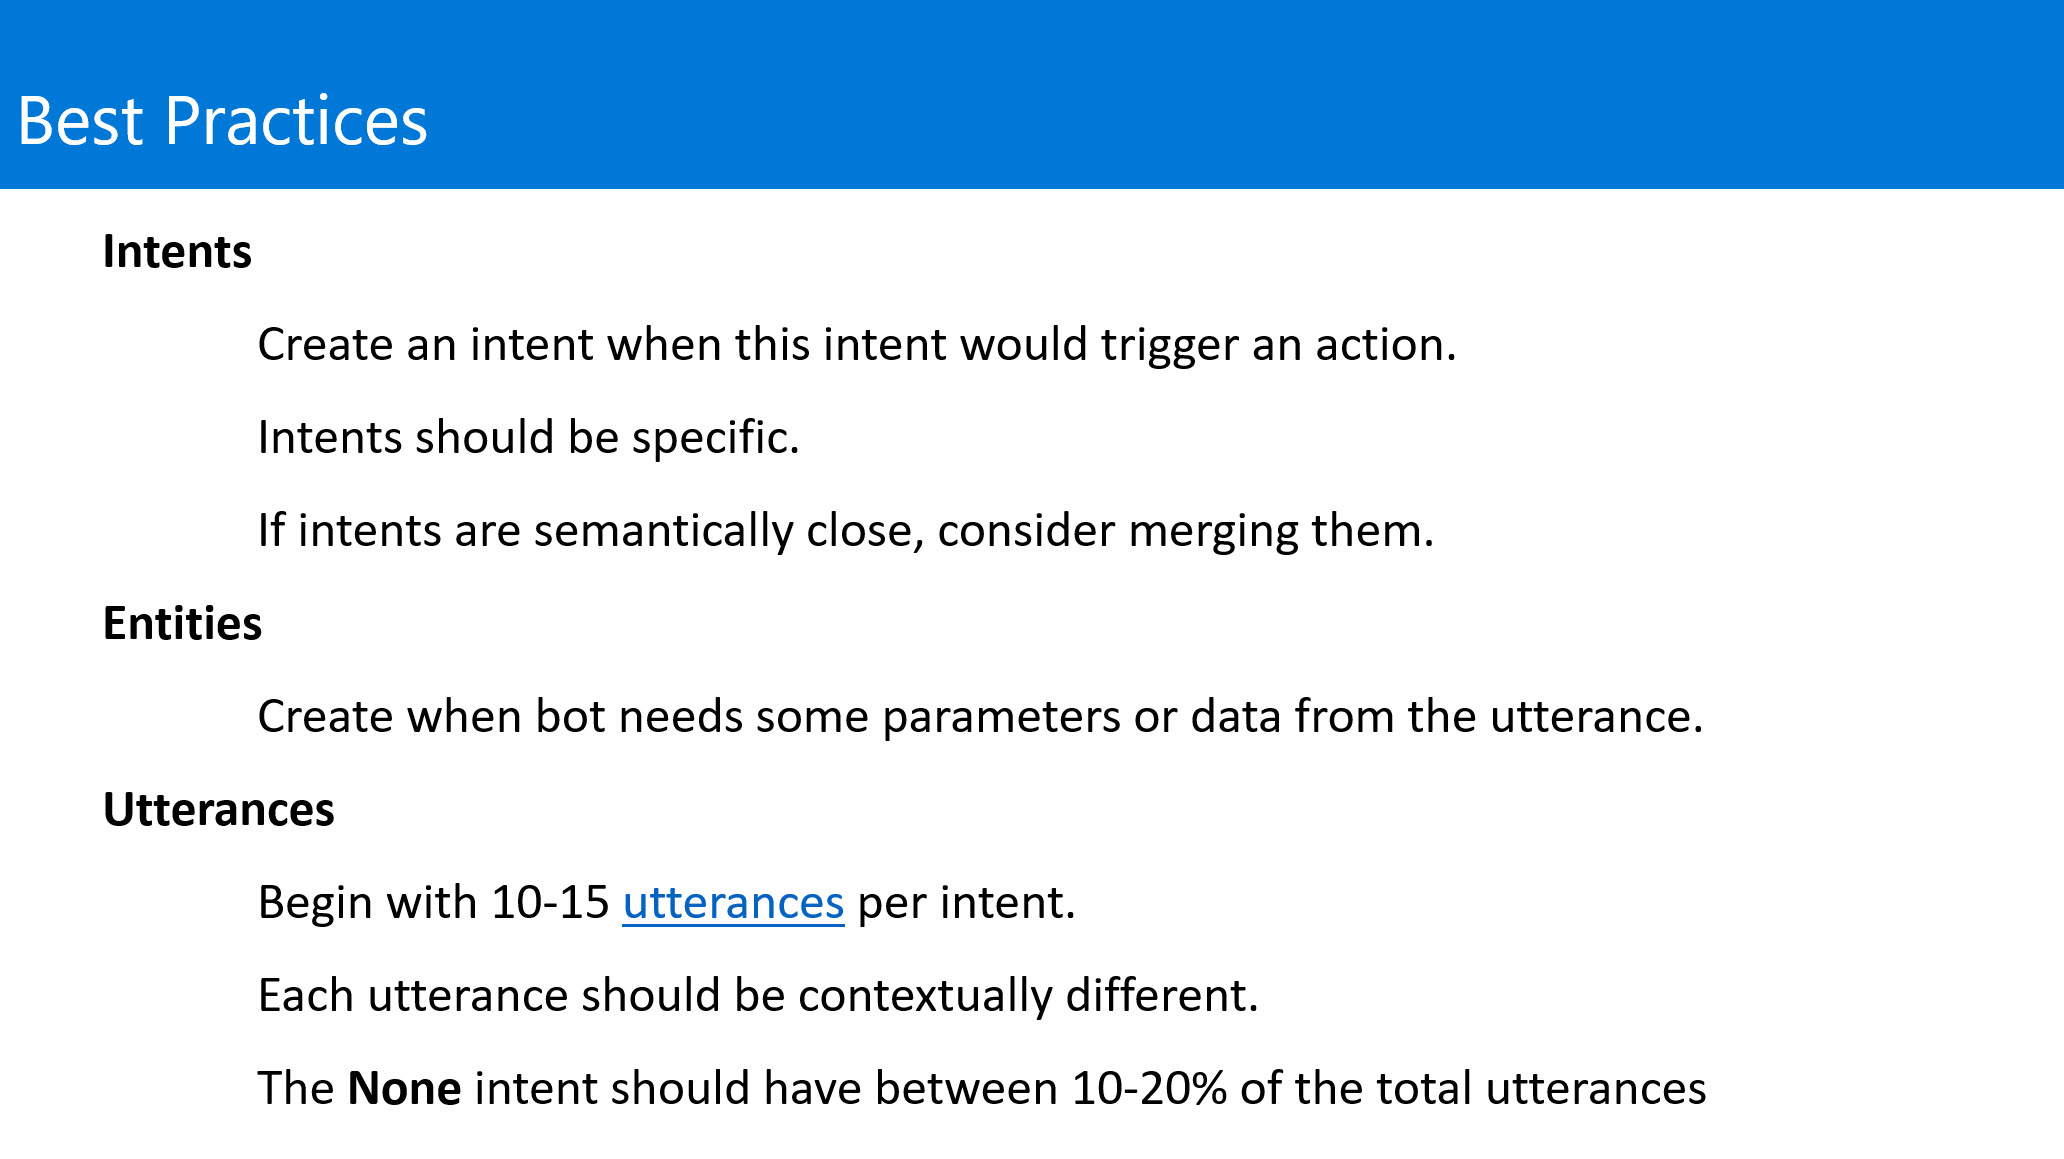 Best Practices
Intents
Create an intent when this intent would trigger an action.
Intents should be specific.
If intents are semantically close, consider merging them.
Entities
Create when bot needs some parameters or data from the utterance.
Utterances
Begin with 10-15 utterances per intent.
Each utterance should be contextually different.
The None intent should have between 10-20% of the total utterances